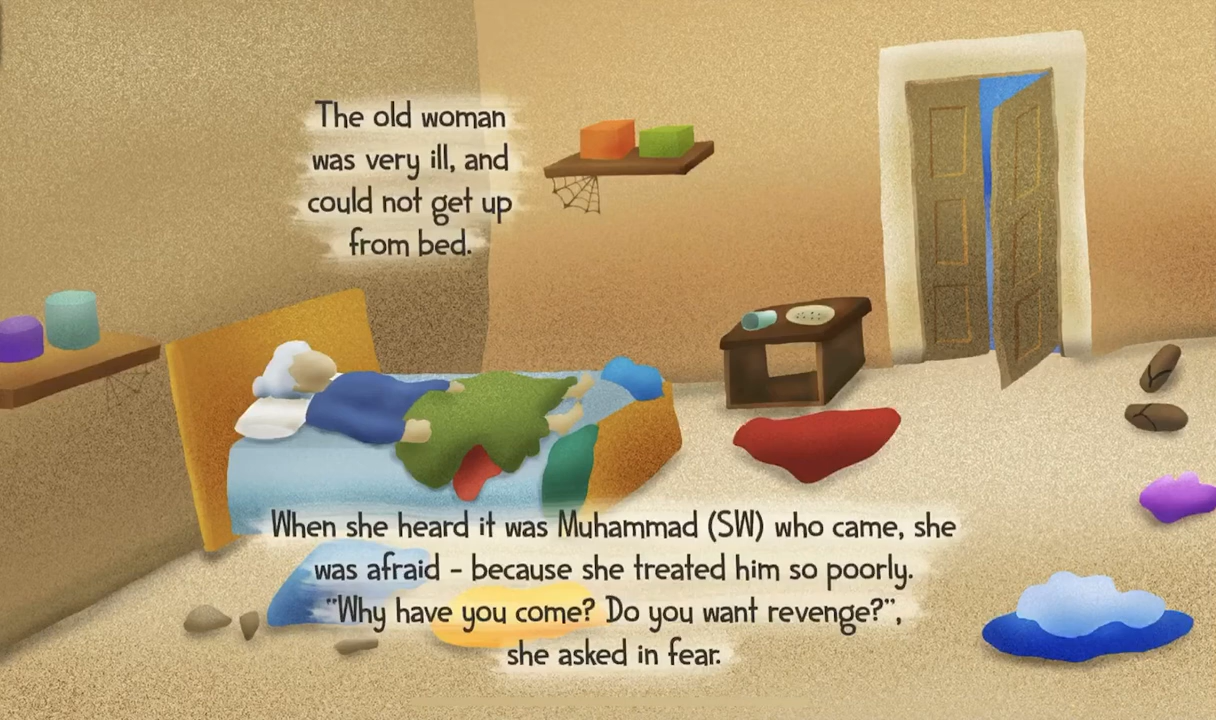 The old woman
was very ill, and
could not get up
from bed.
When she heard it was Muhammad (SW) who came, she
was afraid - because she treated him so poorly.
"Why have you come? Do you want revenge?",
she asked in fear.